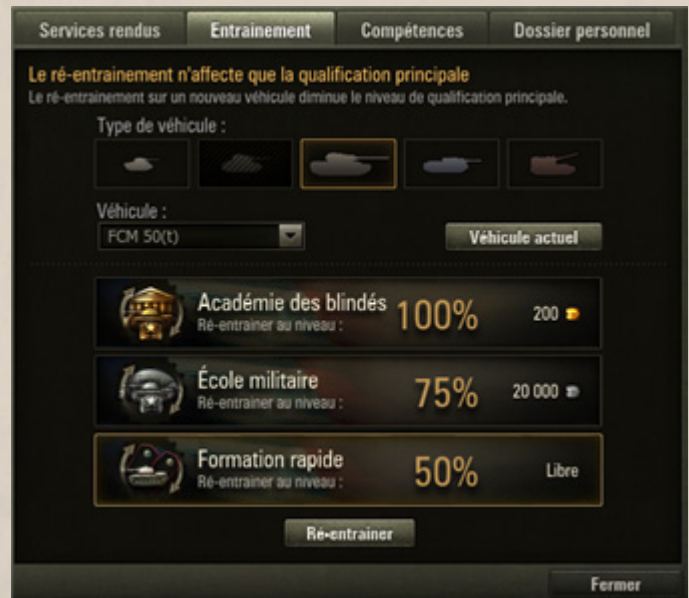 Services rendus Entrainement Compétences Dossier personnel
Le ré-entrainement n'affecte que la qualification principale
Le ré-entrainement sur un nouveau véhicule diminue le niveau de qualification principale.
Type de véhicule :
Véhicule :
FCM 50(t) Véhicule actuel
Académie des blindés 100% 200
Ré-entrainer au niveau :
École militaire 75% 20 000
Ré-entrainer au niveau :
Formation rapide 50% Libre
Ré-entrainer au niveau :
Ré-entrainer
Fermer